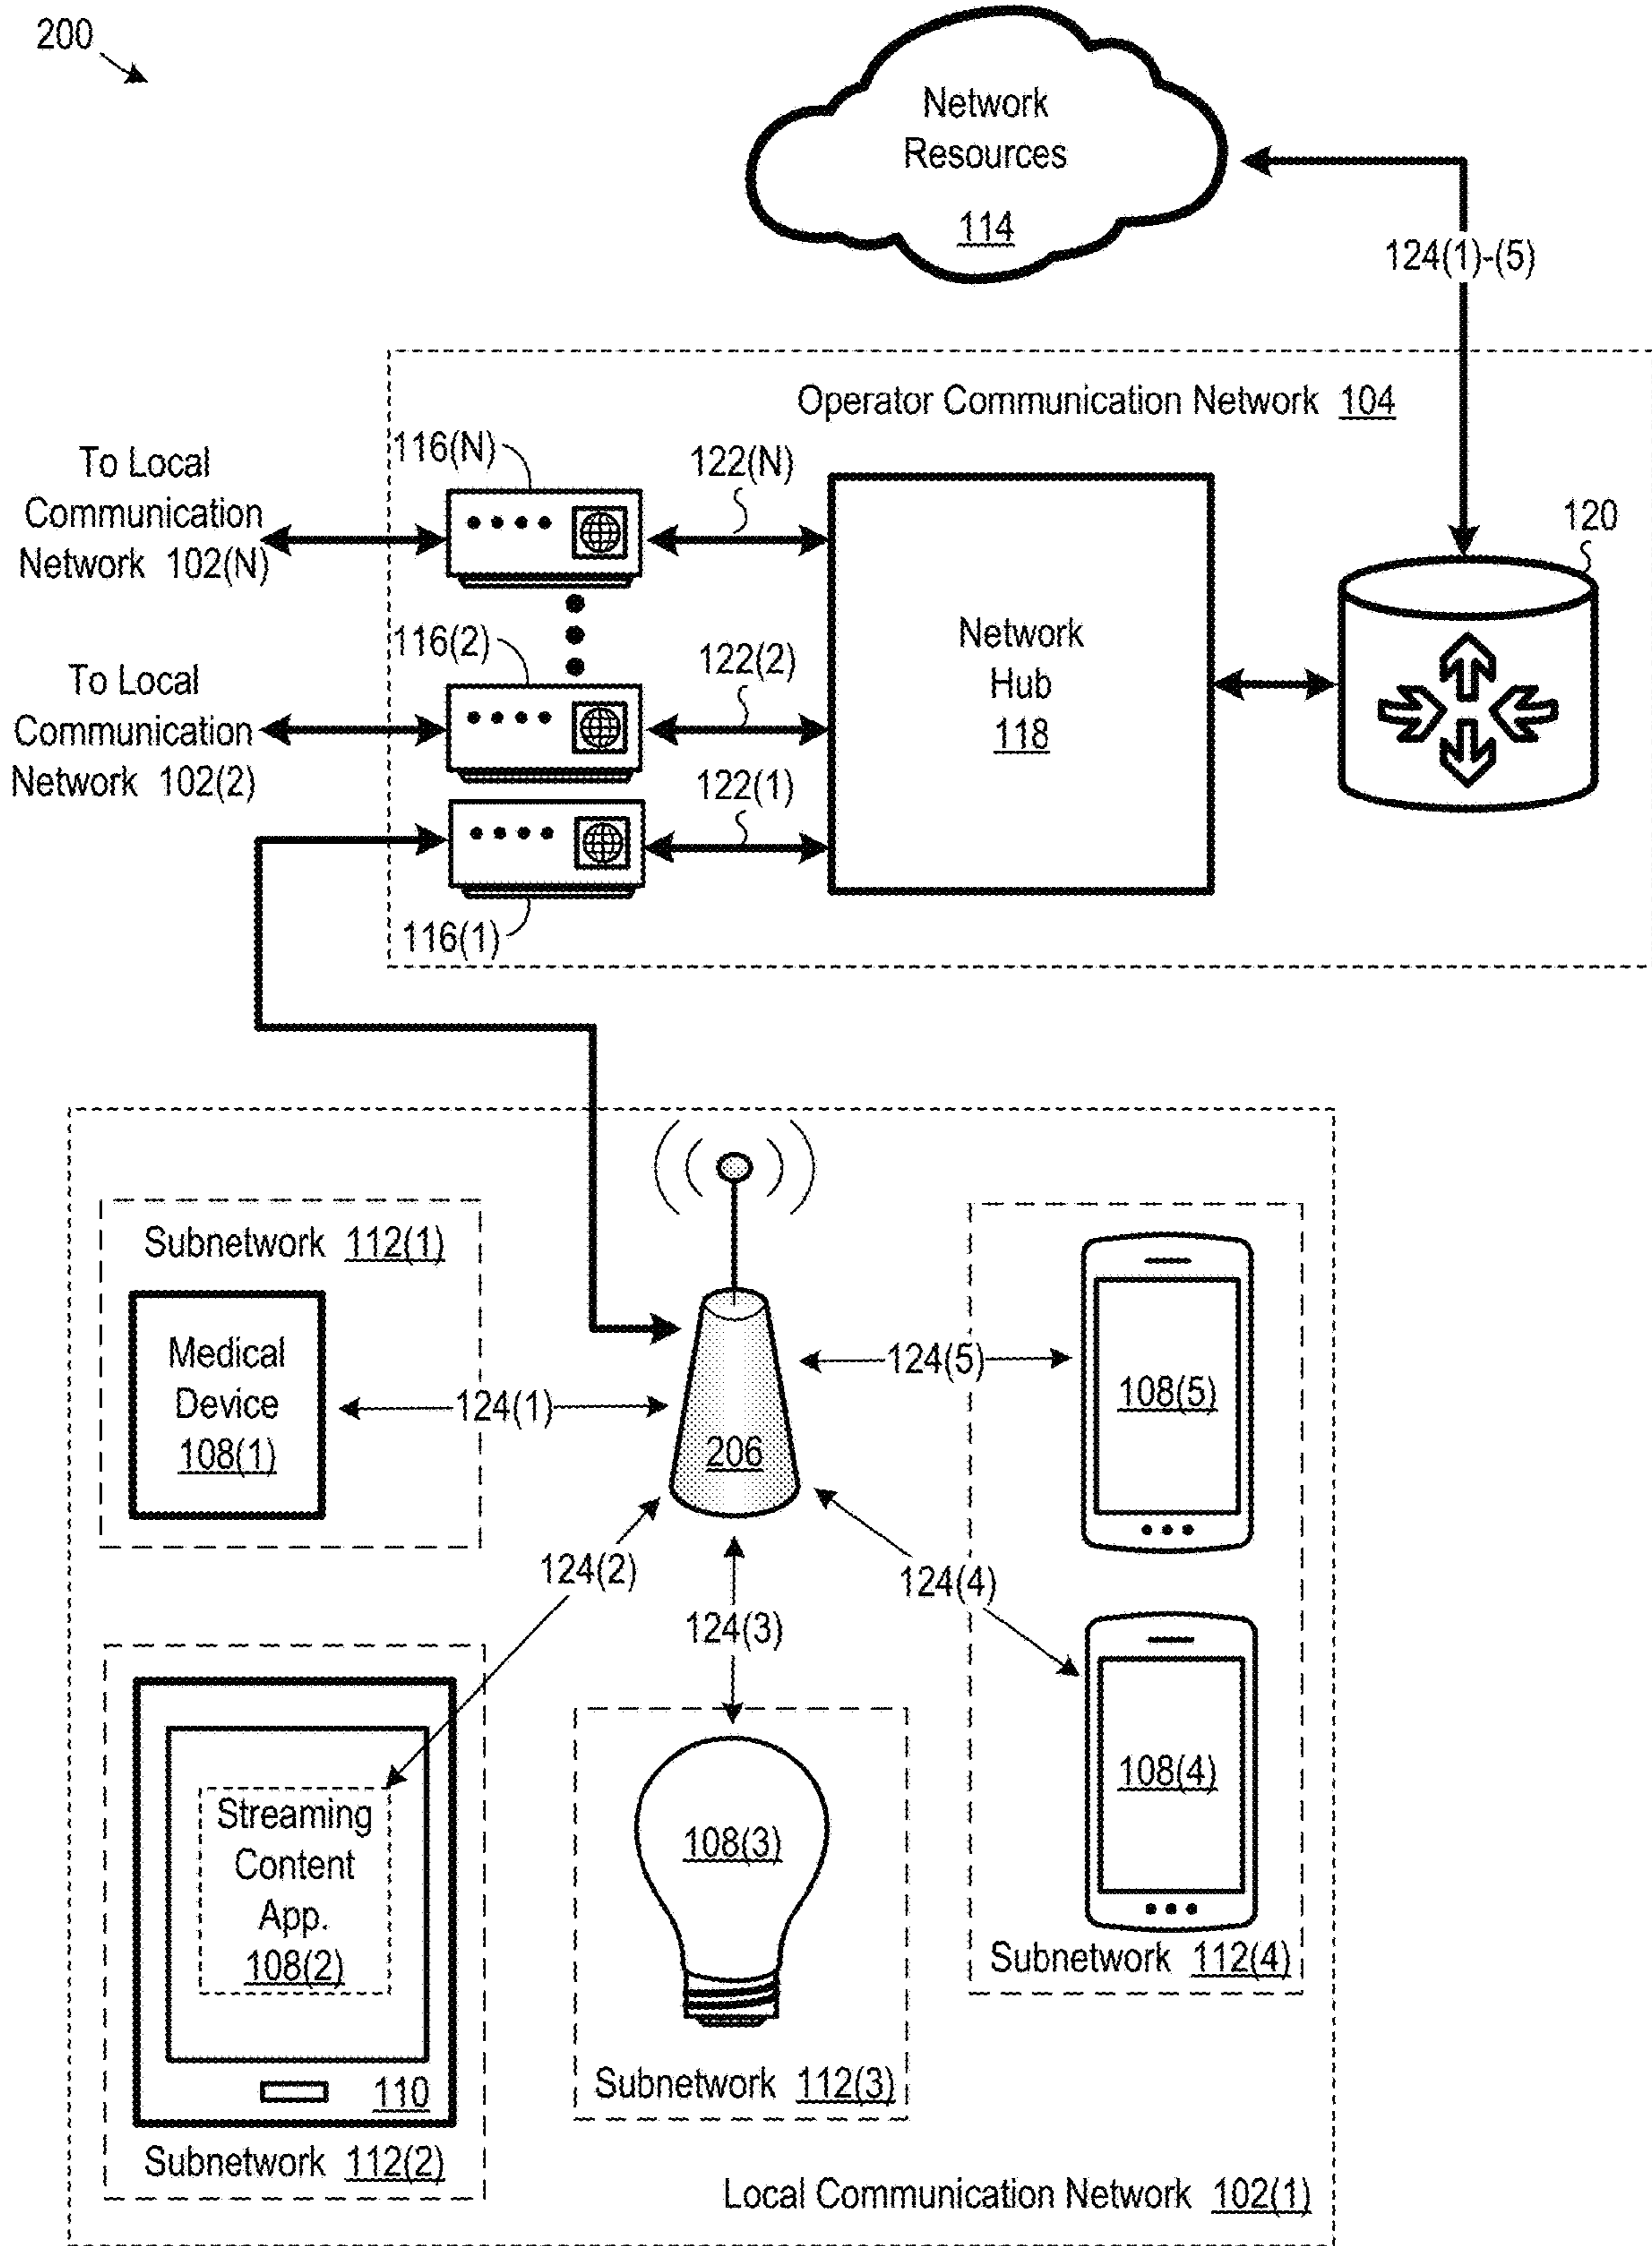 200
Network
Resources
114
124(1)-(5)
Operator Communication Network 104
To Local
Communication
Network 102(N)
116(N)
122(N)
120
To Local
Communication
Network 102(2)
116(2)
122(2)
Network
Hub
118
122(1)
116(1)
Subnetwork 112(1)
Medical
Device
108(1)
124(1)
206
124(5)
108(5)
124(2)
124(3)
124(4)
108(4)
Subnetwork 112(4)
Streaming
Content
App.
108(2)
110
Subnetwork 112(2)
108(3)
Subnetwork 112(3)
Local Communication Network 102(1)